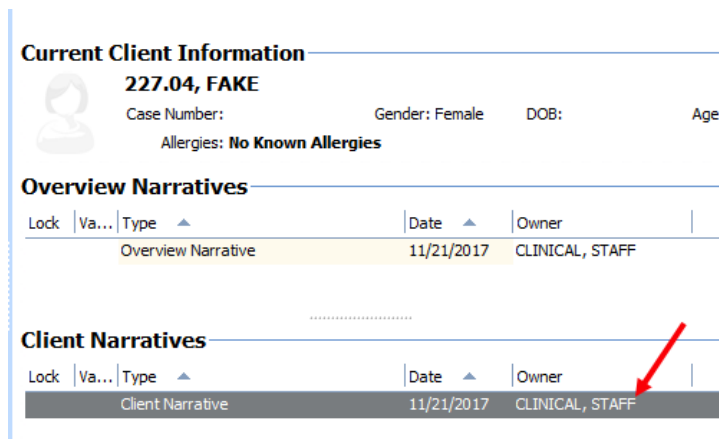 Current Client Information
227.04, FAKE
Case Number: Gender: Female DOB: Age
Allergies: No Known Allergies
Overview Narratives
Lock Va... Type Date Owner
Overview Narrative 11/21/2017 CLINICAL, STAFF
Client Narratives
Lock Va... Type Date Owner
Client Narrative 11/21/2017 CLINICAL, STAFF